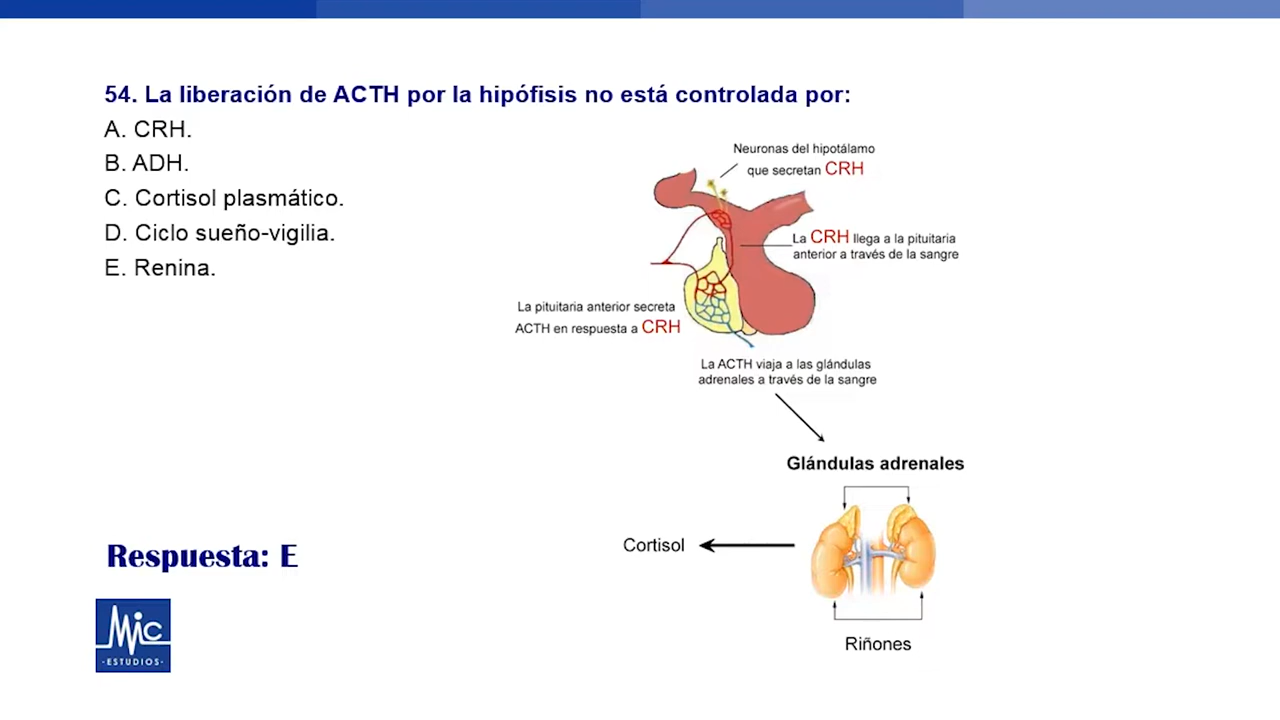 54. La liberación de ACTH por la hipófisis no está controlada por:
A. CRH.
B. ADH.
C. Cortisol plasmático.
D. Ciclo sueño-vigilia.
E. Renina.
Neuronas del hipotálamo
que secretan CRH
La CRH llega a la pituitaria
anterior a través de la sangre
La pituitaria anterior secreta
ACTH en respuesta a CRH
La ACTH viaja a las glándulas
adrenales a través de la sangre
Glándulas adrenales
Cortisol
Riñones
Respuesta: E
Mic
·ESTUDIOS·